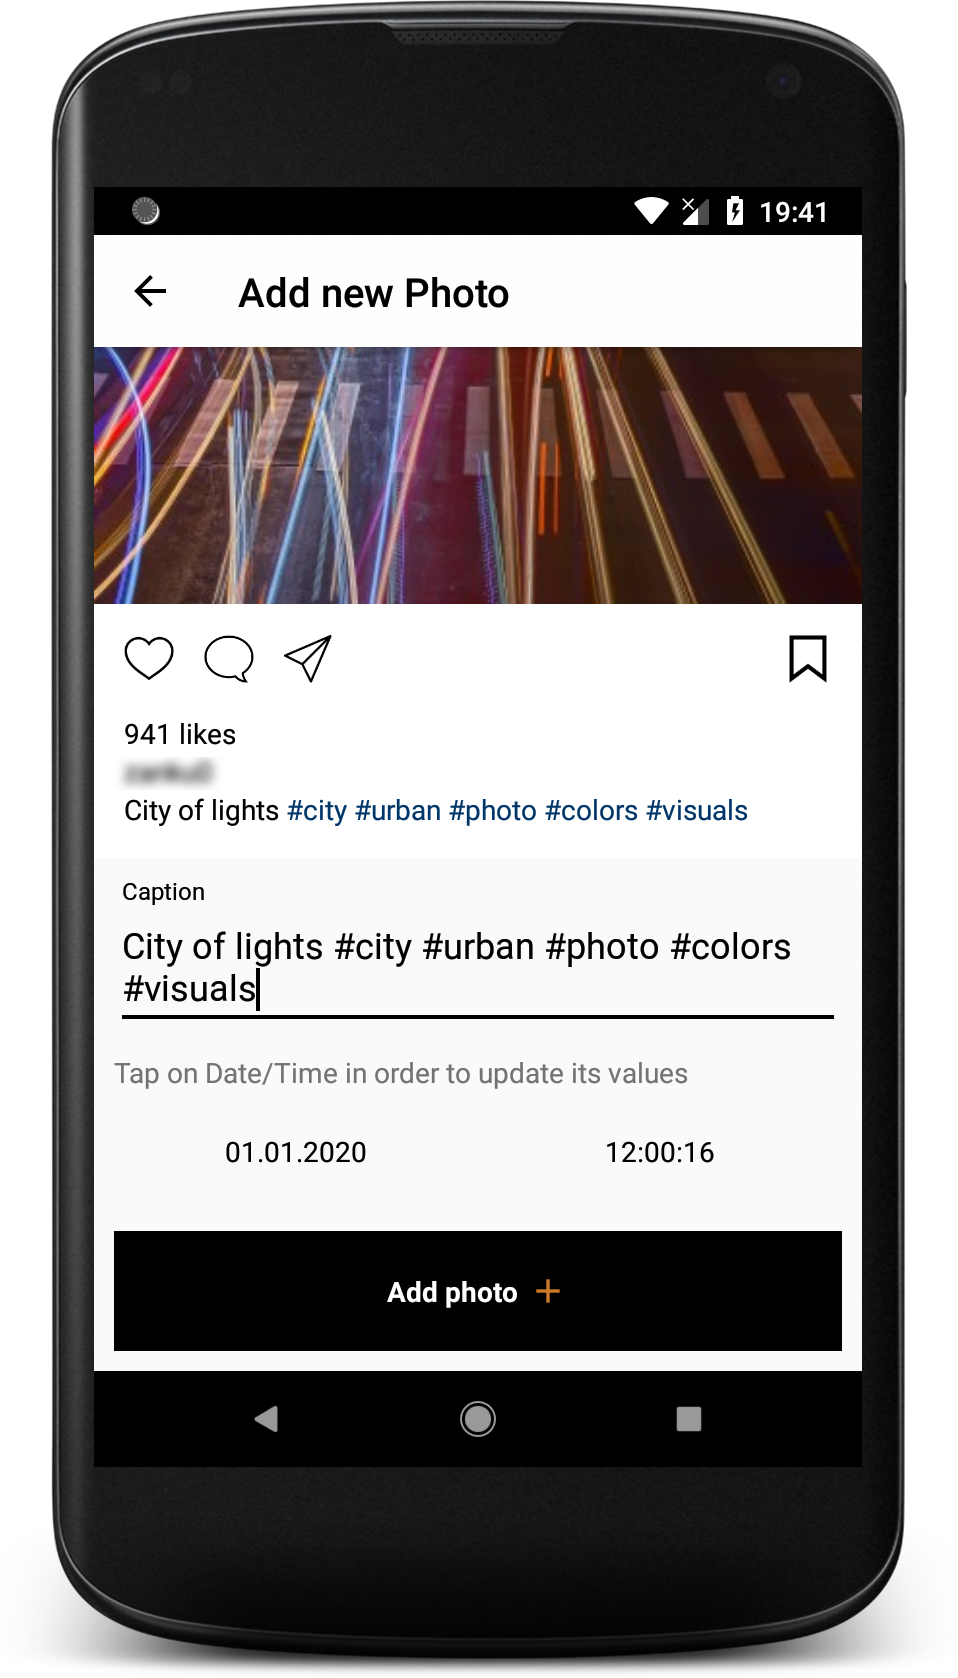 19:41
Add new Photo
941 likes
City of lights #city #urban #photo #colors #visuals
Caption
City of lights #city #urban #photo #colors
#visuals
Tap on Date/Time in order to update its values
01.01.2020 12:00:16
Add photo +